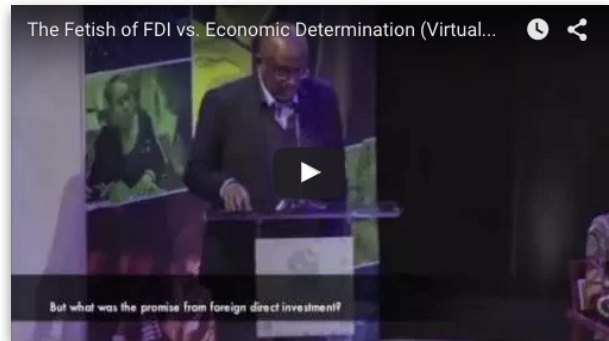 The Fetish of FDI vs. Economic Determination (Virtual...
But what was the promise from foreign direct investment?